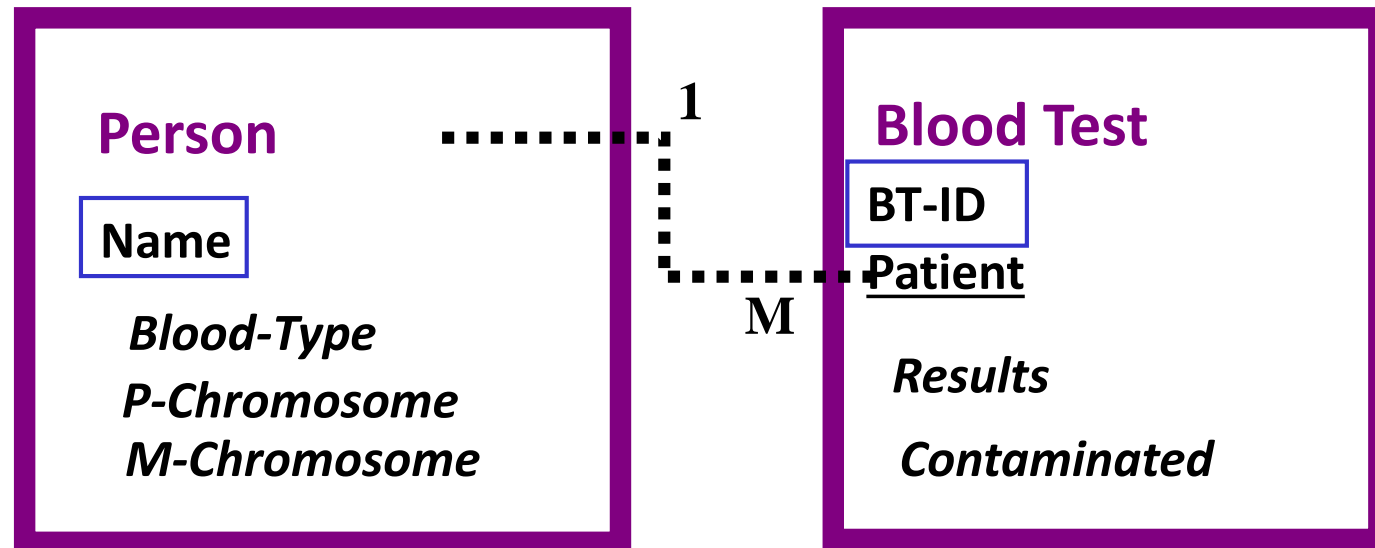 Person
Name
Blood-Type
P-Chromosome
M-Chromosome
1
M
Blood Test
BT-ID
Patient
Results
Contaminated